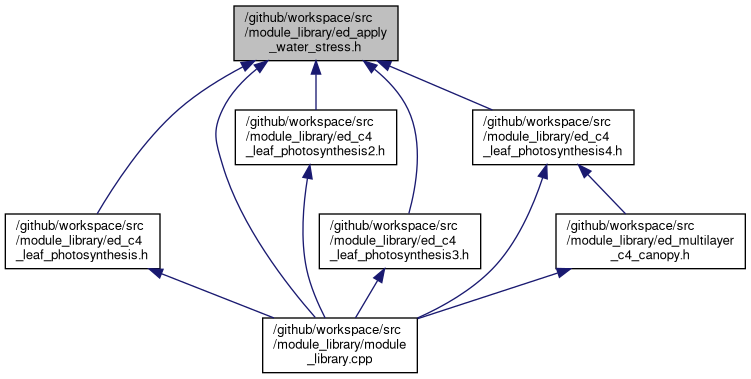 /github/workspace/src
/module_library/ed_apply
_water_stress.h
/github/workspace/src
/module_library/ed_c4
_leaf_photosynthesis2.h
/github/workspace/src
/module_library/ed_c4
_leaf_photosynthesis4.h
/github/workspace/src
/module_library/ed_c4
_leaf_photosynthesis.h
/github/workspace/src
/module_library/ed_c4
_leaf_photosynthesis3.h
/github/workspace/src
/module_library/ed_multilayer
_c4_canopy.h
/github/workspace/src
/module_library/module
_library.cpp